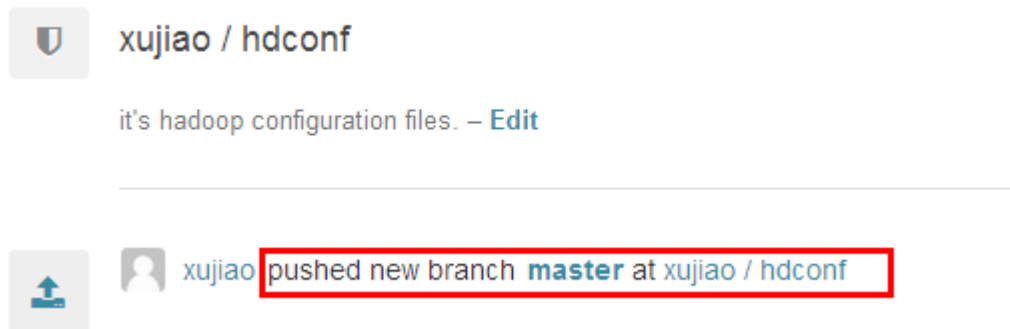 xujiao / hdconf
it's hadoop configuration files. – Edit
xujiao pushed new branch master at xujiao / hdconf